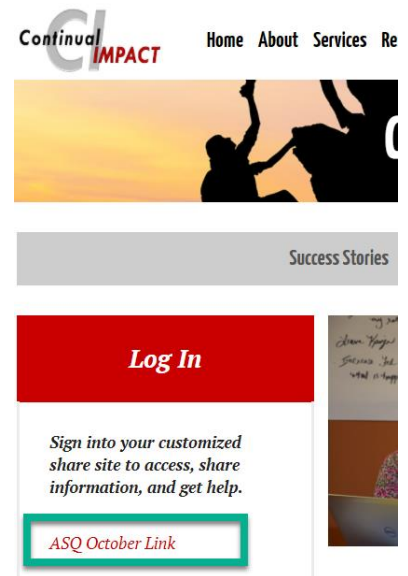 Continual
CI IMPACT
Home About Services Re
Success Stories
Log In
Sign into your customized
share site to access, share
information, and get help.
ASQ October Link